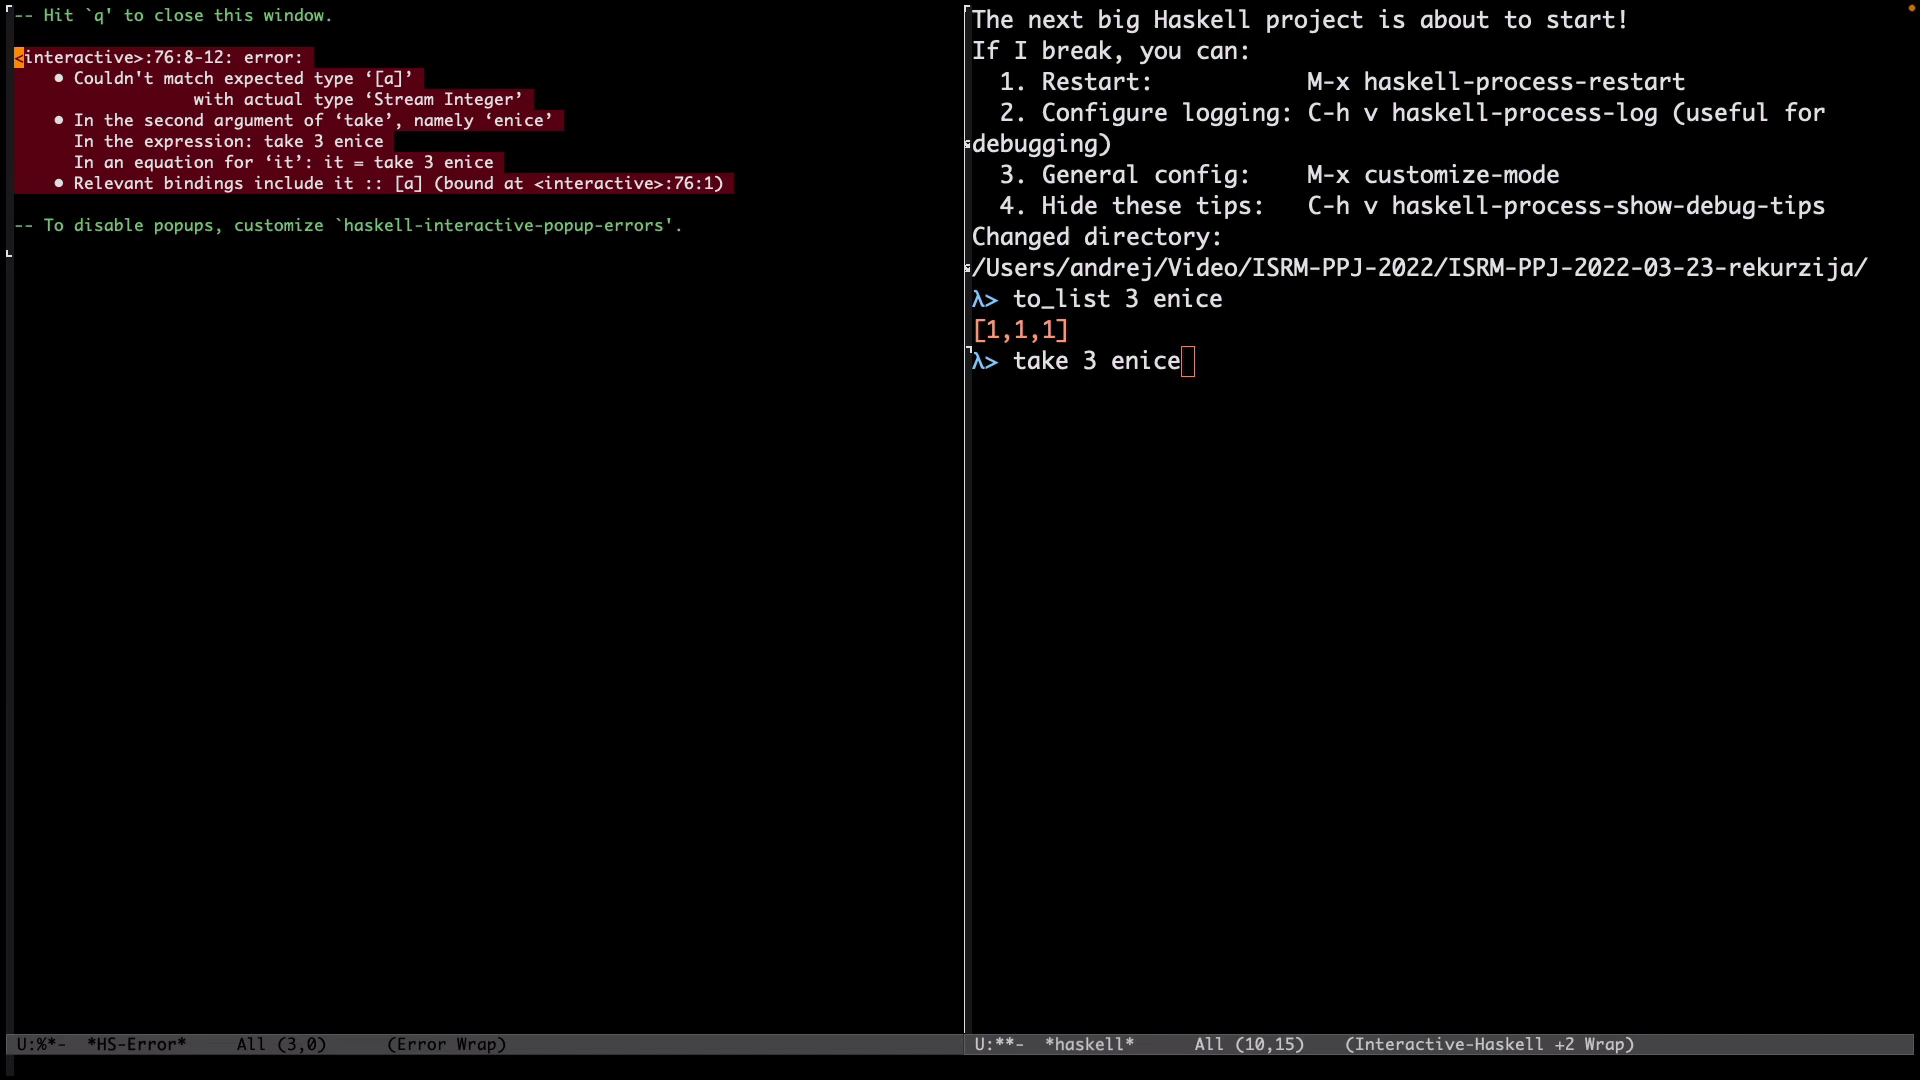 -- Hit `q' to close this window.
<interactive>:76:8-12: error:
    • Couldn't match expected type ‘[a]’
                  with actual type ‘Stream Integer’
    • In the second argument of ‘take’, namely ‘enice’
      In the expression: take 3 enice
      In an equation for ‘it’: it = take 3 enice
    • Relevant bindings include it :: [a] (bound at <interactive>:76:1)
-- To disable popups, customize `haskell-interactive-popup-errors'.
U:%*-  *HS-Error*     All (3,0)      (Error Wrap)
The next big Haskell project is about to start!
If I break, you can:
  1. Restart:           M-x haskell-process-restart
  2. Configure logging: C-h v haskell-process-log (useful for
debugging)
  3. General config:    M-x customize-mode
  4. Hide these tips:   C-h v haskell-process-show-debug-tips
Changed directory:
/Users/andrej/Video/ISRM-PPJ-2022/ISRM-PPJ-2022-03-23-rekurzija/
λ> to_list 3 enice
[1,1,1]
λ> take 3 enice
U:**-  *haskell*      All (10,15)    (Interactive-Haskell +2 Wrap)